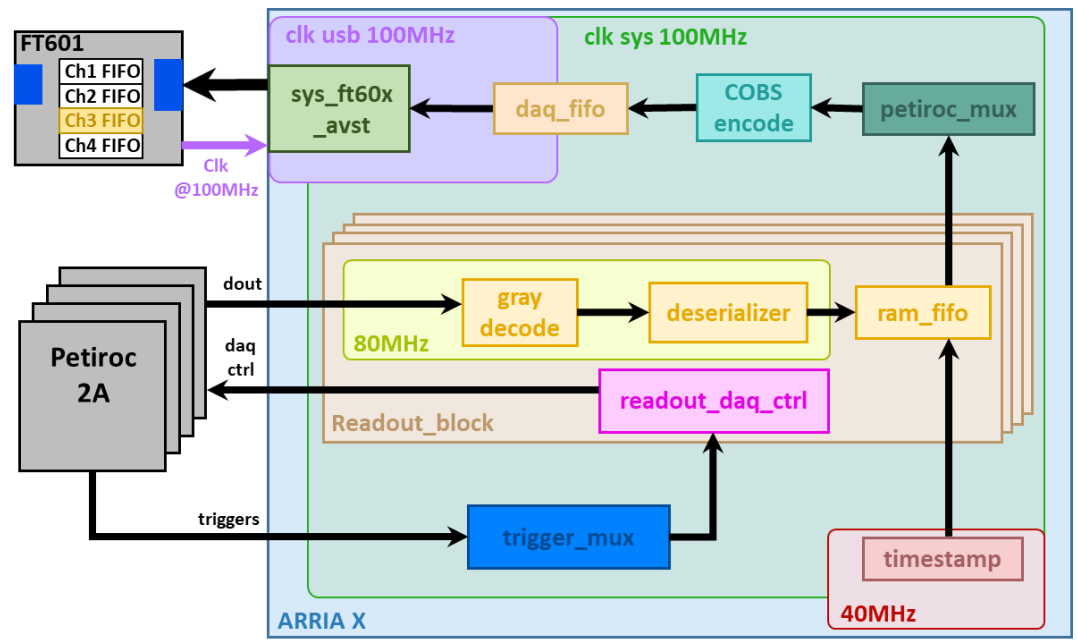 FT601
Ch1 FIFO
Ch2 FIFO
Ch3 FIFO
Ch4 FIFO
Clk
@100MHz
clk usb 100MHz
clk sys 100MHz
sys_ft60x
_avst
daq_fifo
COBS
encode
petiroc_mux
dout
gray
decode
deserializer
ram_fifo
80MHz
daq
ctrl
Petiroc
2A
readout_daq_ctrl
Readout_block
triggers
trigger_mux
timestamp
40MHz
ARRIA X